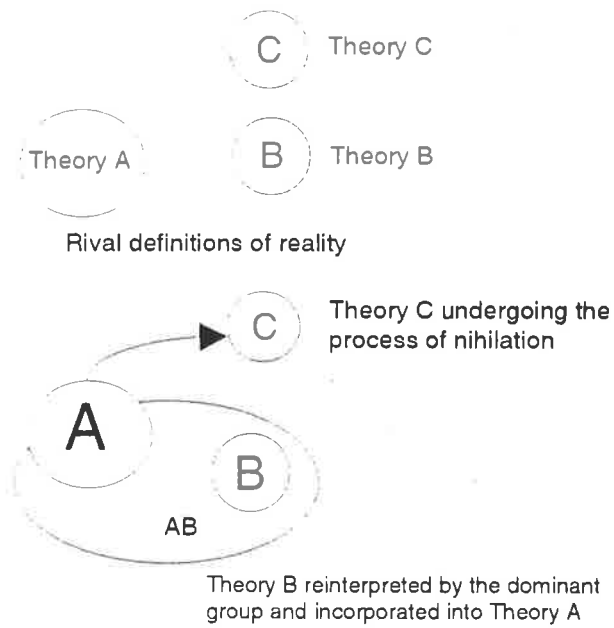 C Theory C
Theory A B Theory B
Rival definitions of reality
C Theory C undergoing the
process of nihilation
A
B
AB
Theory B reinterpreted by the dominant
group and incorporated into Theory A